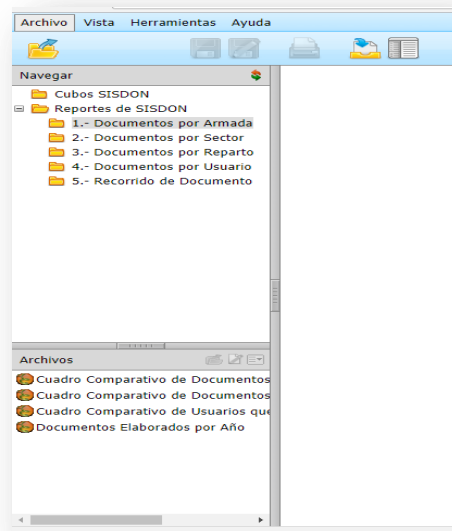 Archivo Vista Herramientas Ayuda
Navegar
Cubos SISDON
Reportes de SISDON
1.- Documentos por Armada
2.- Documentos por Sector
3.- Documentos por Reparto
4.- Documentos por Usuario
5.- Recorrido de Documento
Archivos
Cuadro Comparativo de Documentos
Cuadro Comparativo de Documentos
Cuadro Comparativo de Usuarios que
Documentos Elaborados por Año